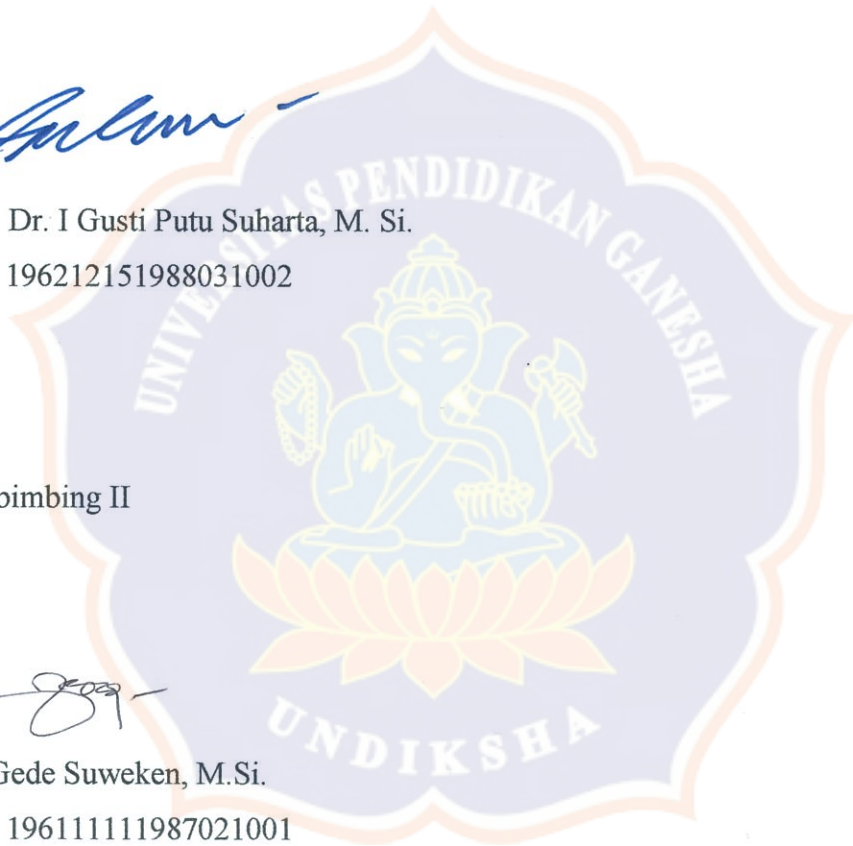 UNIVERSITAS PENDIDIKAN GANESHA
Dr. I Gusti Putu Suharta, M. Si.
196212151988031002
bimbing II
Gede Suweken, M.Si.
196111111987021001
UNDIKSHA